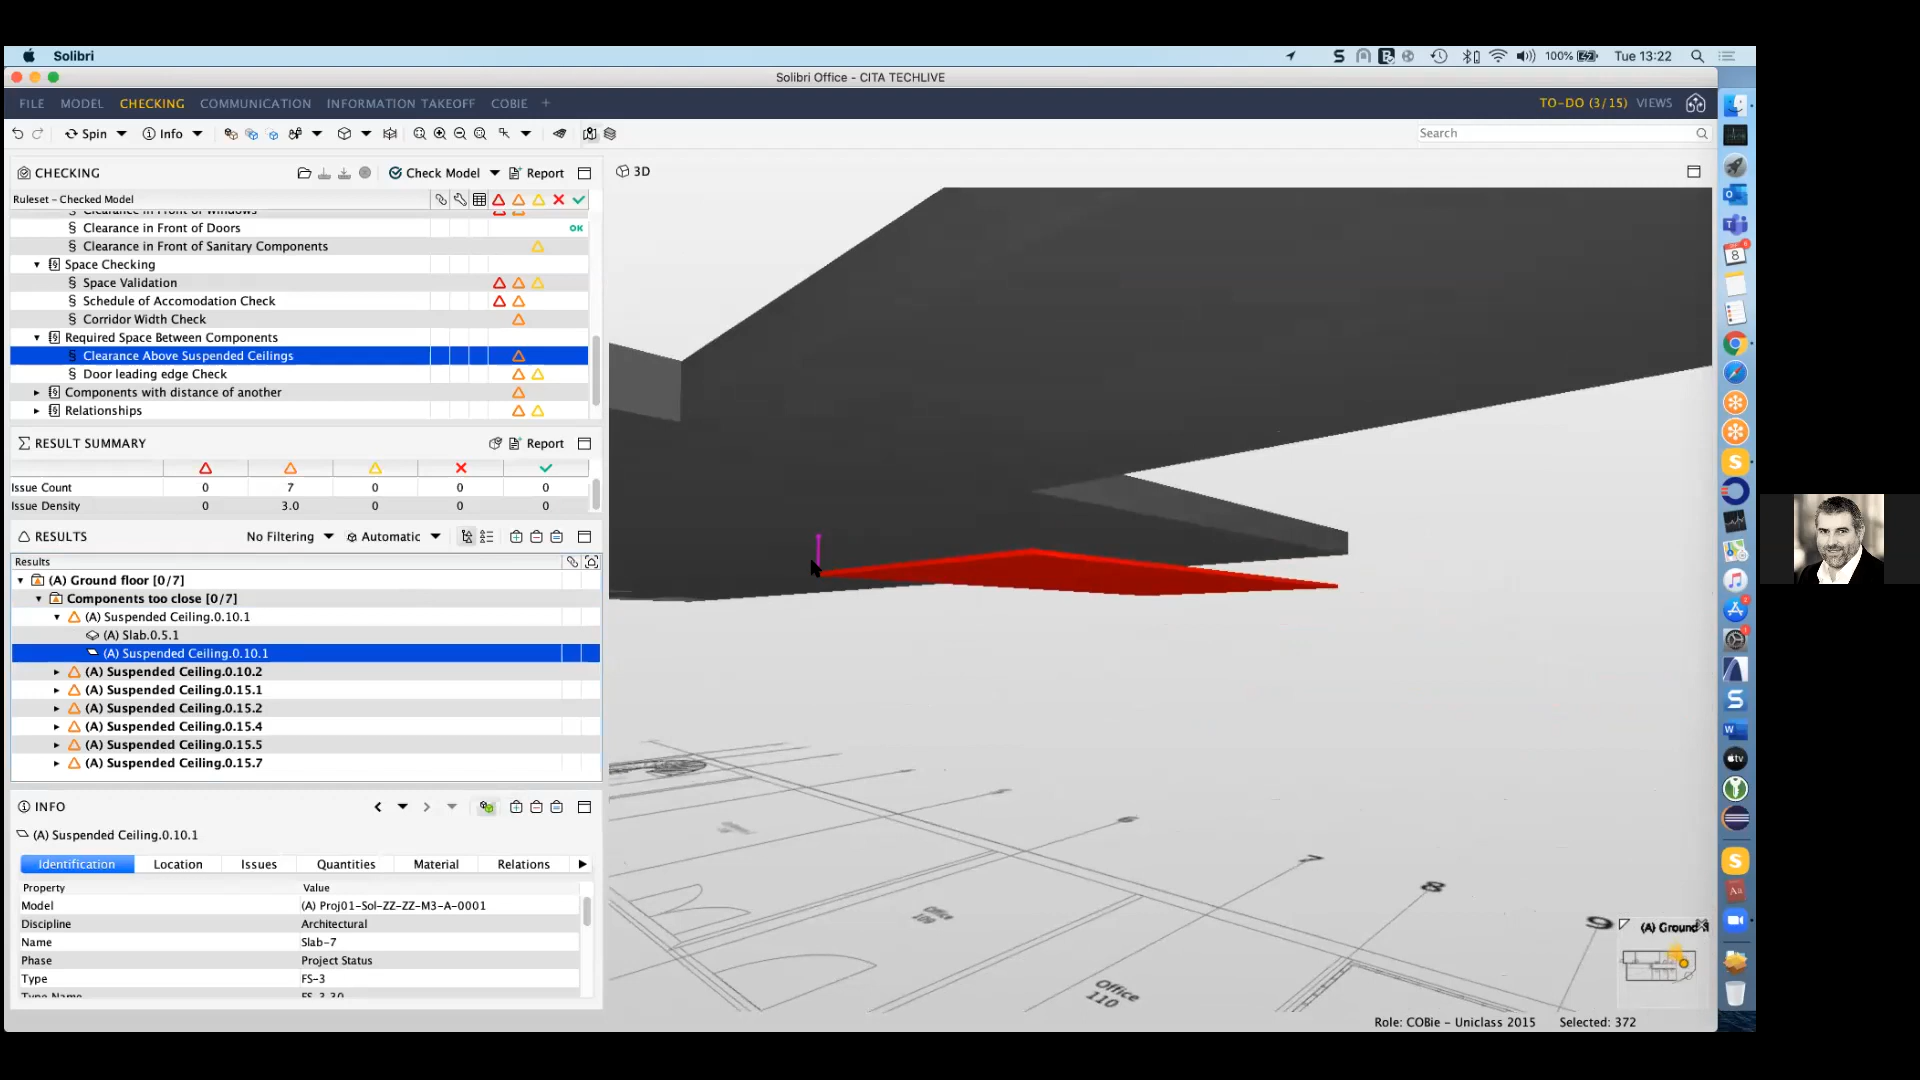 Solibri
100%
Tue 13:22
Solibri Office - CITA TECHLIVE
FILE MODEL CHECKING COMMUNICATION INFORMATION TAKEOFF COBIE +
TO-DO (3/15) VIEWS
Spin Info
Search
CHECKING
Check Model Report
3D
Ruleset – Checked Model
Clearance in Front of Windows
§ Clearance in Front of Doors OK
§ Clearance in Front of Sanitary Components
Space Checking
§ Space Validation
§ Schedule of Accomodation Check
§ Corridor Width Check
Required Space Between Components
§ Clearance Above Suspended Ceilings
§ Door leading edge Check
Components with distance of another
Relationships
RESULT SUMMARY Report
Issue Count 0 7 0 0 0
Issue Density 0 3.0 0 0 0
RESULTS No Filtering Automatic
Results
(A) Ground floor [0/7]
Components too close [0/7]
(A) Suspended Ceiling.0.10.1
(A) Slab.0.5.1
(A) Suspended Ceiling.0.10.1
(A) Suspended Ceiling.0.10.2
(A) Suspended Ceiling.0.15.1
(A) Suspended Ceiling.0.15.2
(A) Suspended Ceiling.0.15.4
(A) Suspended Ceiling.0.15.5
(A) Suspended Ceiling.0.15.7
INFO
(A) Suspended Ceiling.0.10.1
Identification Location Issues Quantities Material Relations
Property Value
Model (A) Proj01-Sol-ZZ-ZZ-M3-A-0001
Discipline Architectural
Name Slab-7
Phase Project Status
Type FS-3
Type Name
7
8
9
Office
109
Office
110
(A) Ground
Role: COBie - Uniclass 2015 Selected: 372